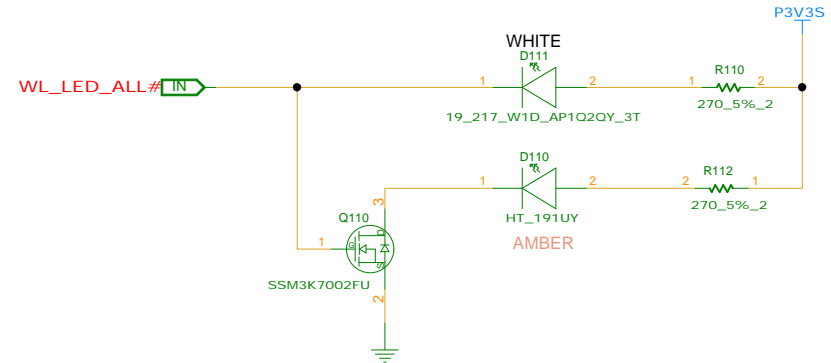 P3V3S
WHITE
D111
WL_LED_ALL#
IN
1
2
R110
1
2
19_217_W1D_AP1Q2QY_3T
270_5%_2
D110
R112
1
2
2
1
HT_191UY
270_5%_2
AMBER
Q110
3
D
1
G
S
SSM3K7002FU
2